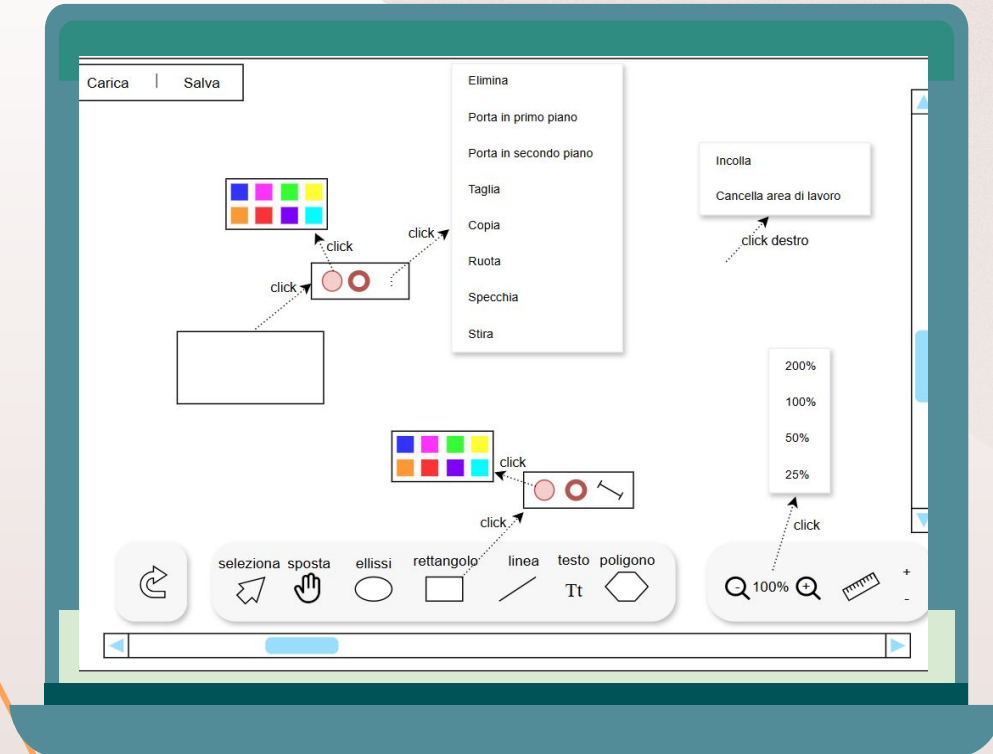 Carica | Salva
Elimina
Porta in primo piano
Porta in secondo piano
Taglia
Copia
Ruota
Specchia
Stira
Incolla
Cancella area di lavoro
click destro
click
click
click
200%
100%
50%
25%
click
click
click
seleziona sposta ellissi rettangolo linea testo poligono
Tt
- 100% + +
-